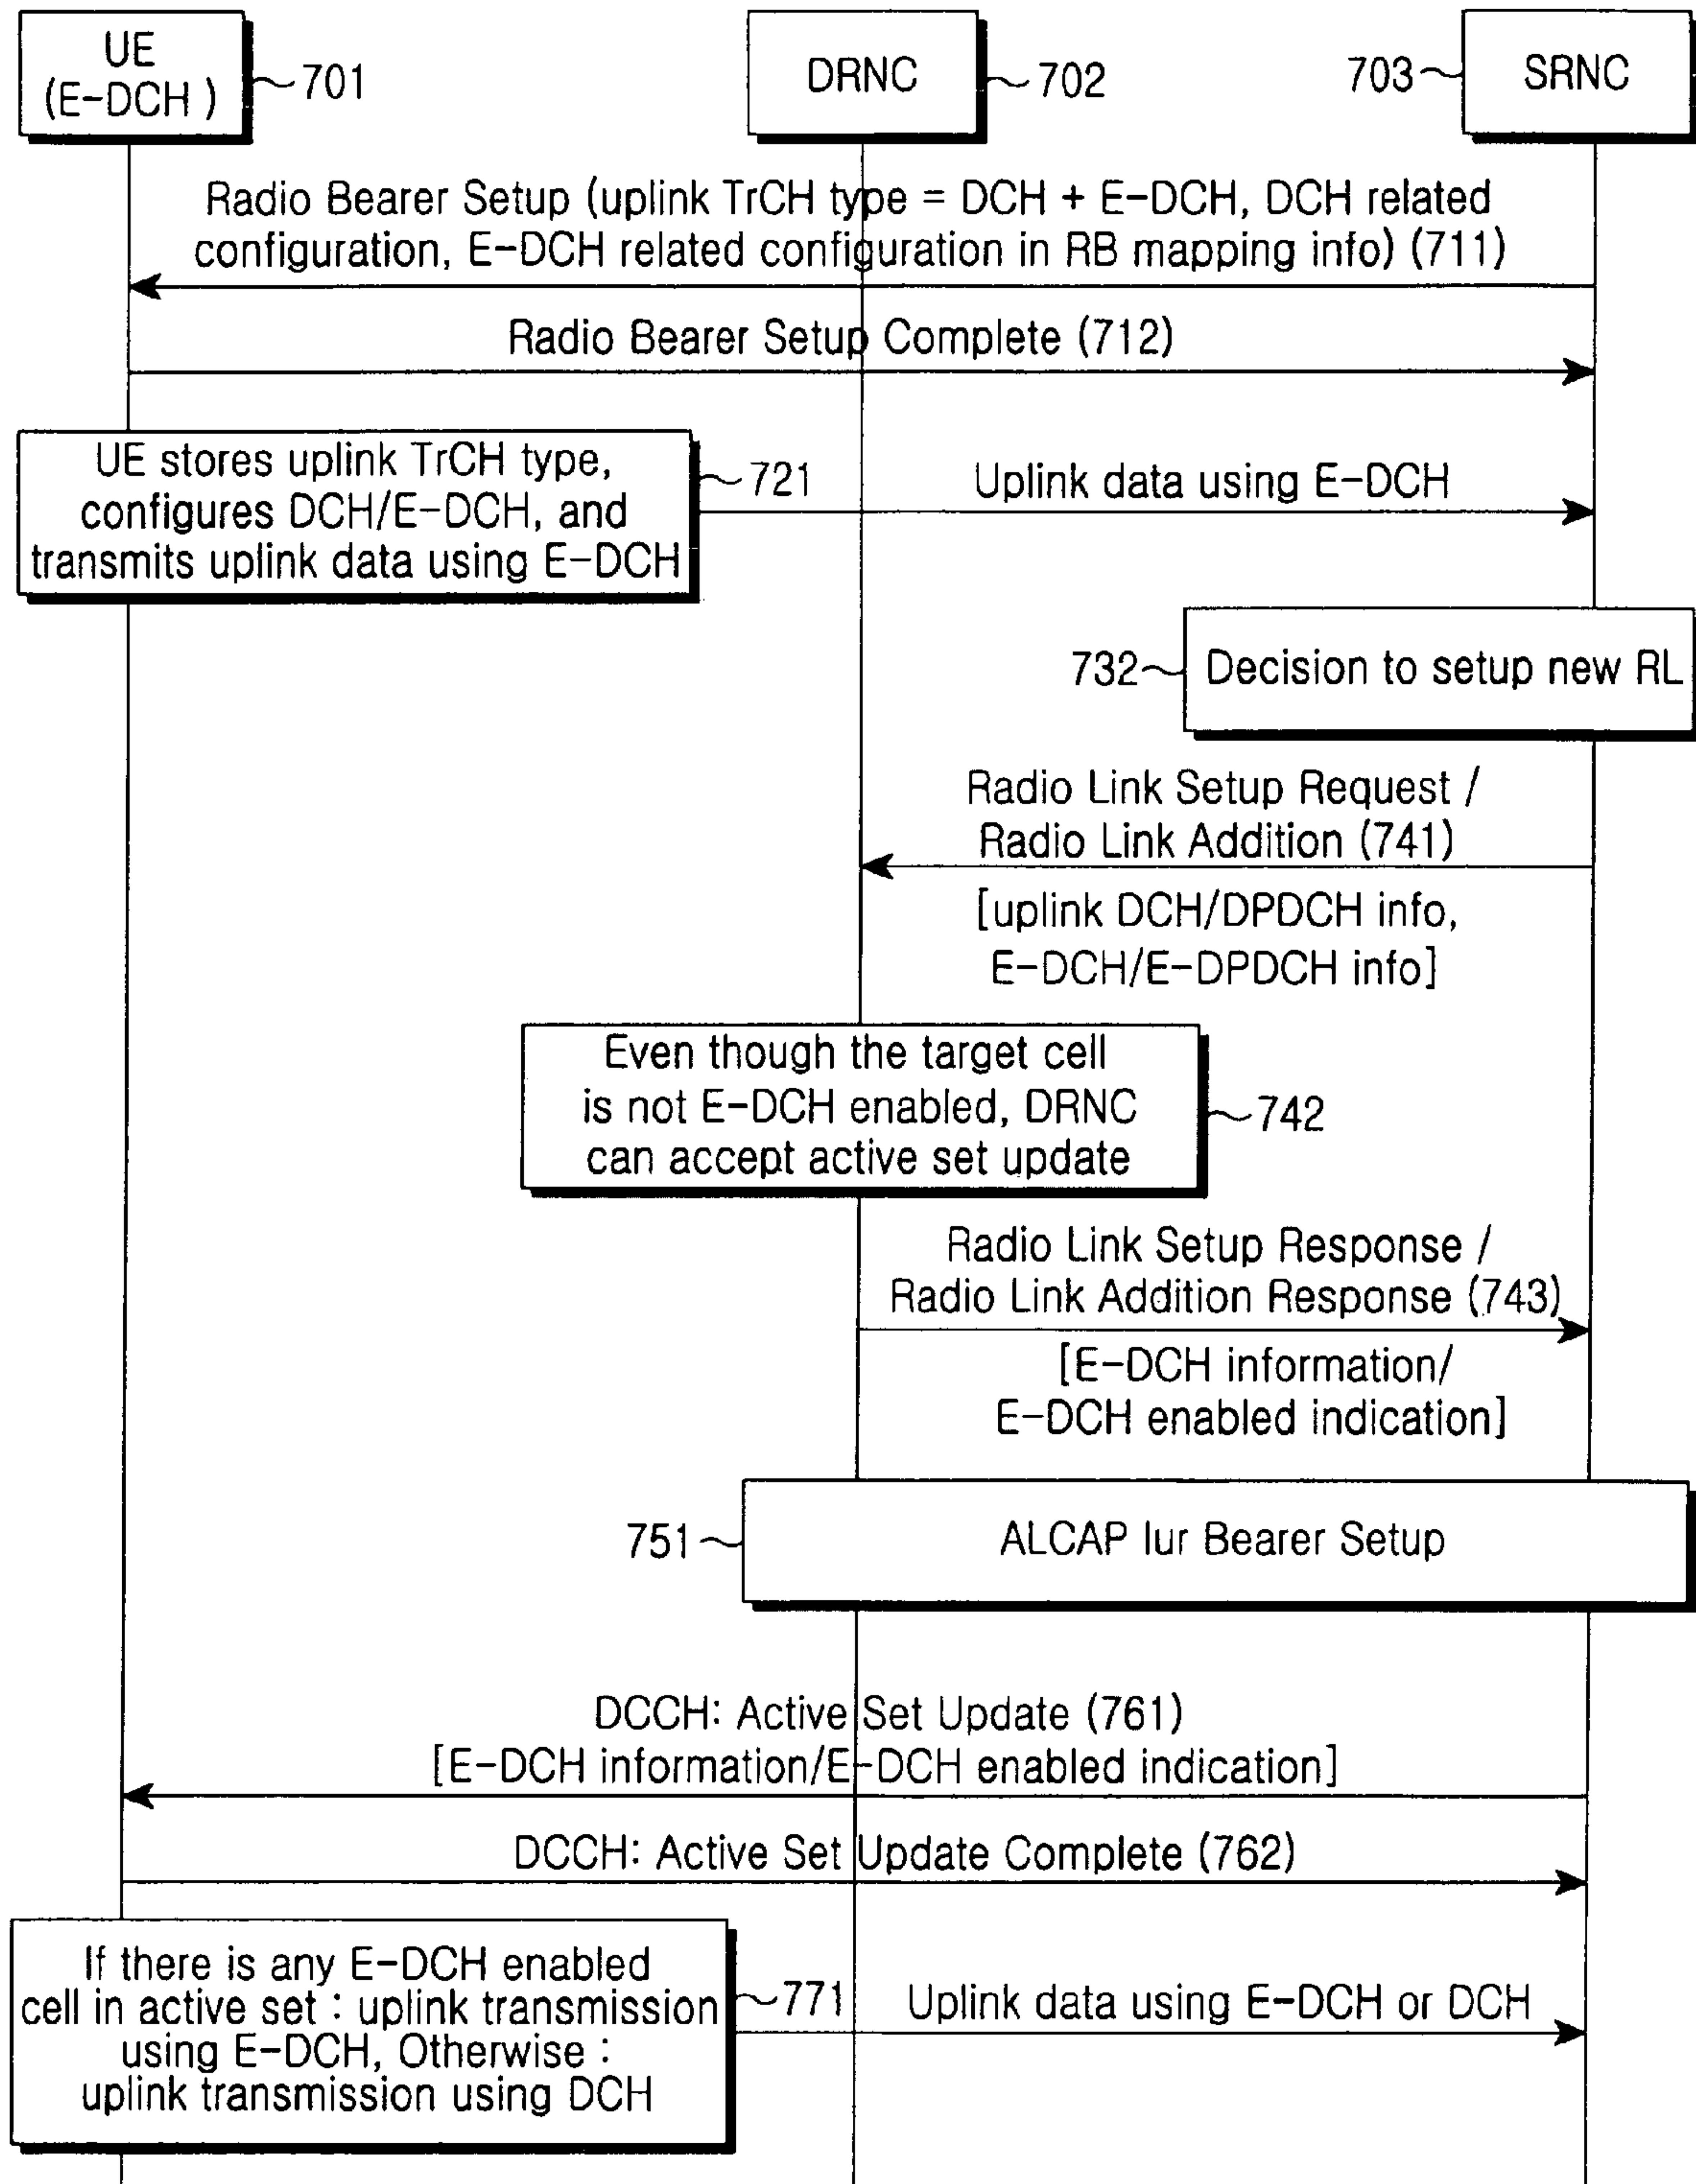 UE
(E-DCH)
701
DRNC
702
703
SRNC
Radio Bearer Setup (uplink TrCH type = DCH + E-DCH, DCH related
configuration, E-DCH related configuration in RB mapping info) (711)
Radio Bearer Setup Complete (712)
UE stores uplink TrCH type,
configures DCH/E-DCH, and
transmits uplink data using E-DCH
721
Uplink data using E-DCH
732
Decision to setup new RL
Radio Link Setup Request /
Radio Link Addition (741)
[uplink DCH/DPDCH info,
E-DCH/E-DPDCH info]
Even though the target cell
is not E-DCH enabled, DRNC
can accept active set update
742
Radio Link Setup Response /
Radio Link Addition Response (743)
[E-DCH information/
E-DCH enabled indication]
751
ALCAP Iur Bearer Setup
DCCH: Active Set Update (761)
[E-DCH information/E-DCH enabled indication]
DCCH: Active Set Update Complete (762)
If there is any E-DCH enabled
cell in active set : uplink transmission
using E-DCH, Otherwise :
uplink transmission using DCH
771
Uplink data using E-DCH or DCH